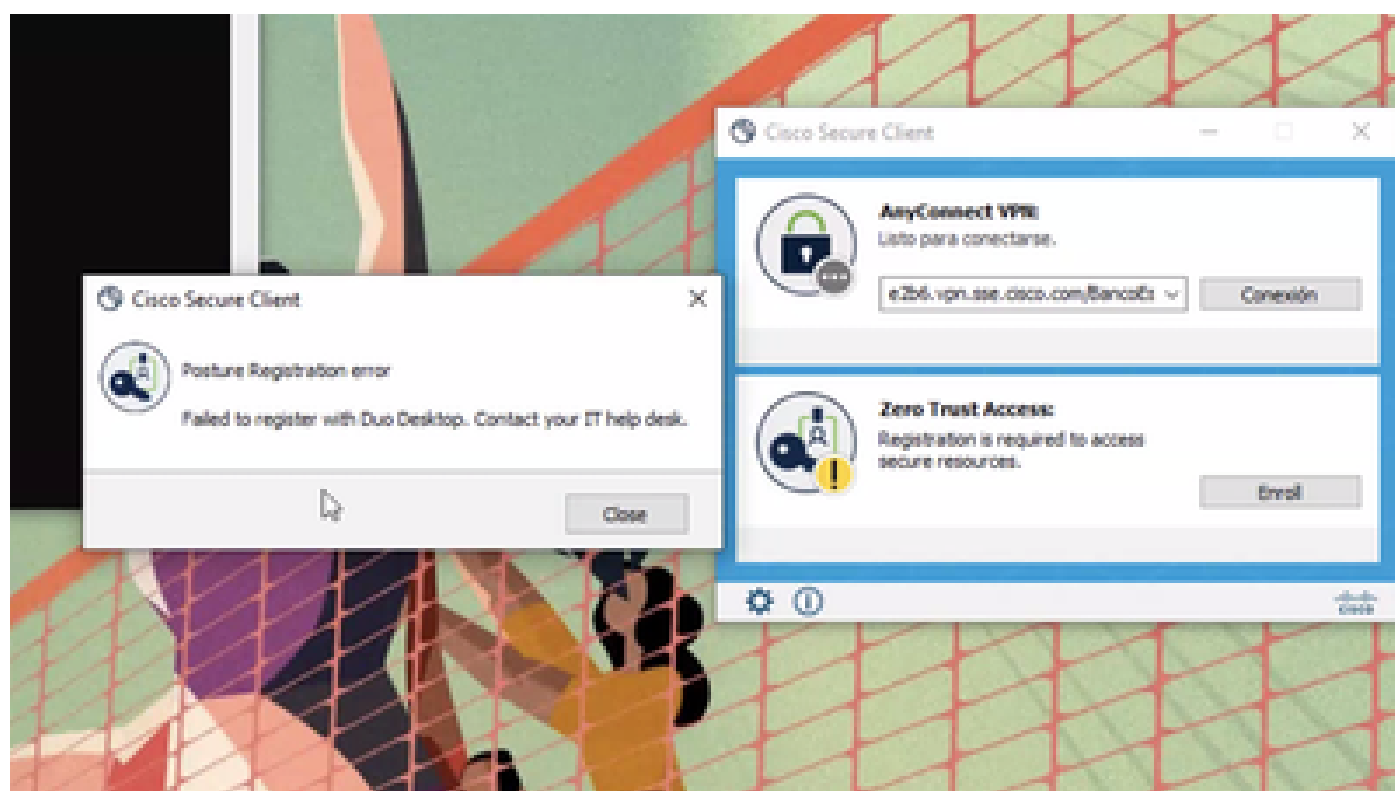 Cisco Secure Client
Posture Registration error
Failed to register with Duo Desktop. Contact your IT help desk.
Close
Cisco Secure Client
AnyConnect VPN:
Listo para conectarse.
e2b6.vpn.sse.cisco.com/BancoEs
Conexión
Zero Trust Access:
Registration is required to access
secure resources.
Enroll
cisco